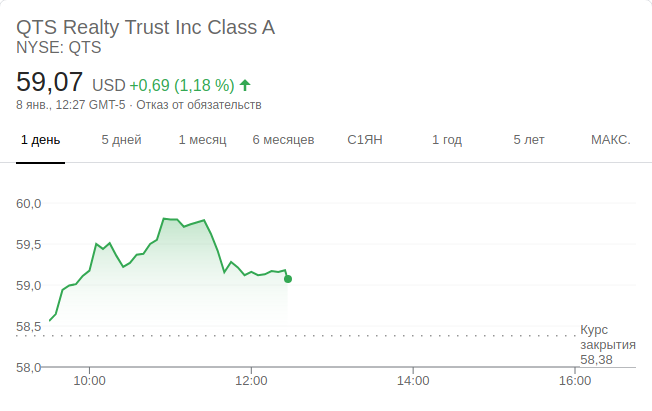 QTS Realty Trust Inc Class A
NYSE: QTS
59,07 USD +0,69 (1,18 %)
8 янв., 12:27 GMT-5 · Отказ от обязательств
1 день 5 дней 1 месяц 6 месяцев С1ЯН 1 год 5 лет МАКС.
60,0
59,5
59,0
58,5
58,0
Курс
закрытия
58,38
10:00 12:00 14:00 16:00